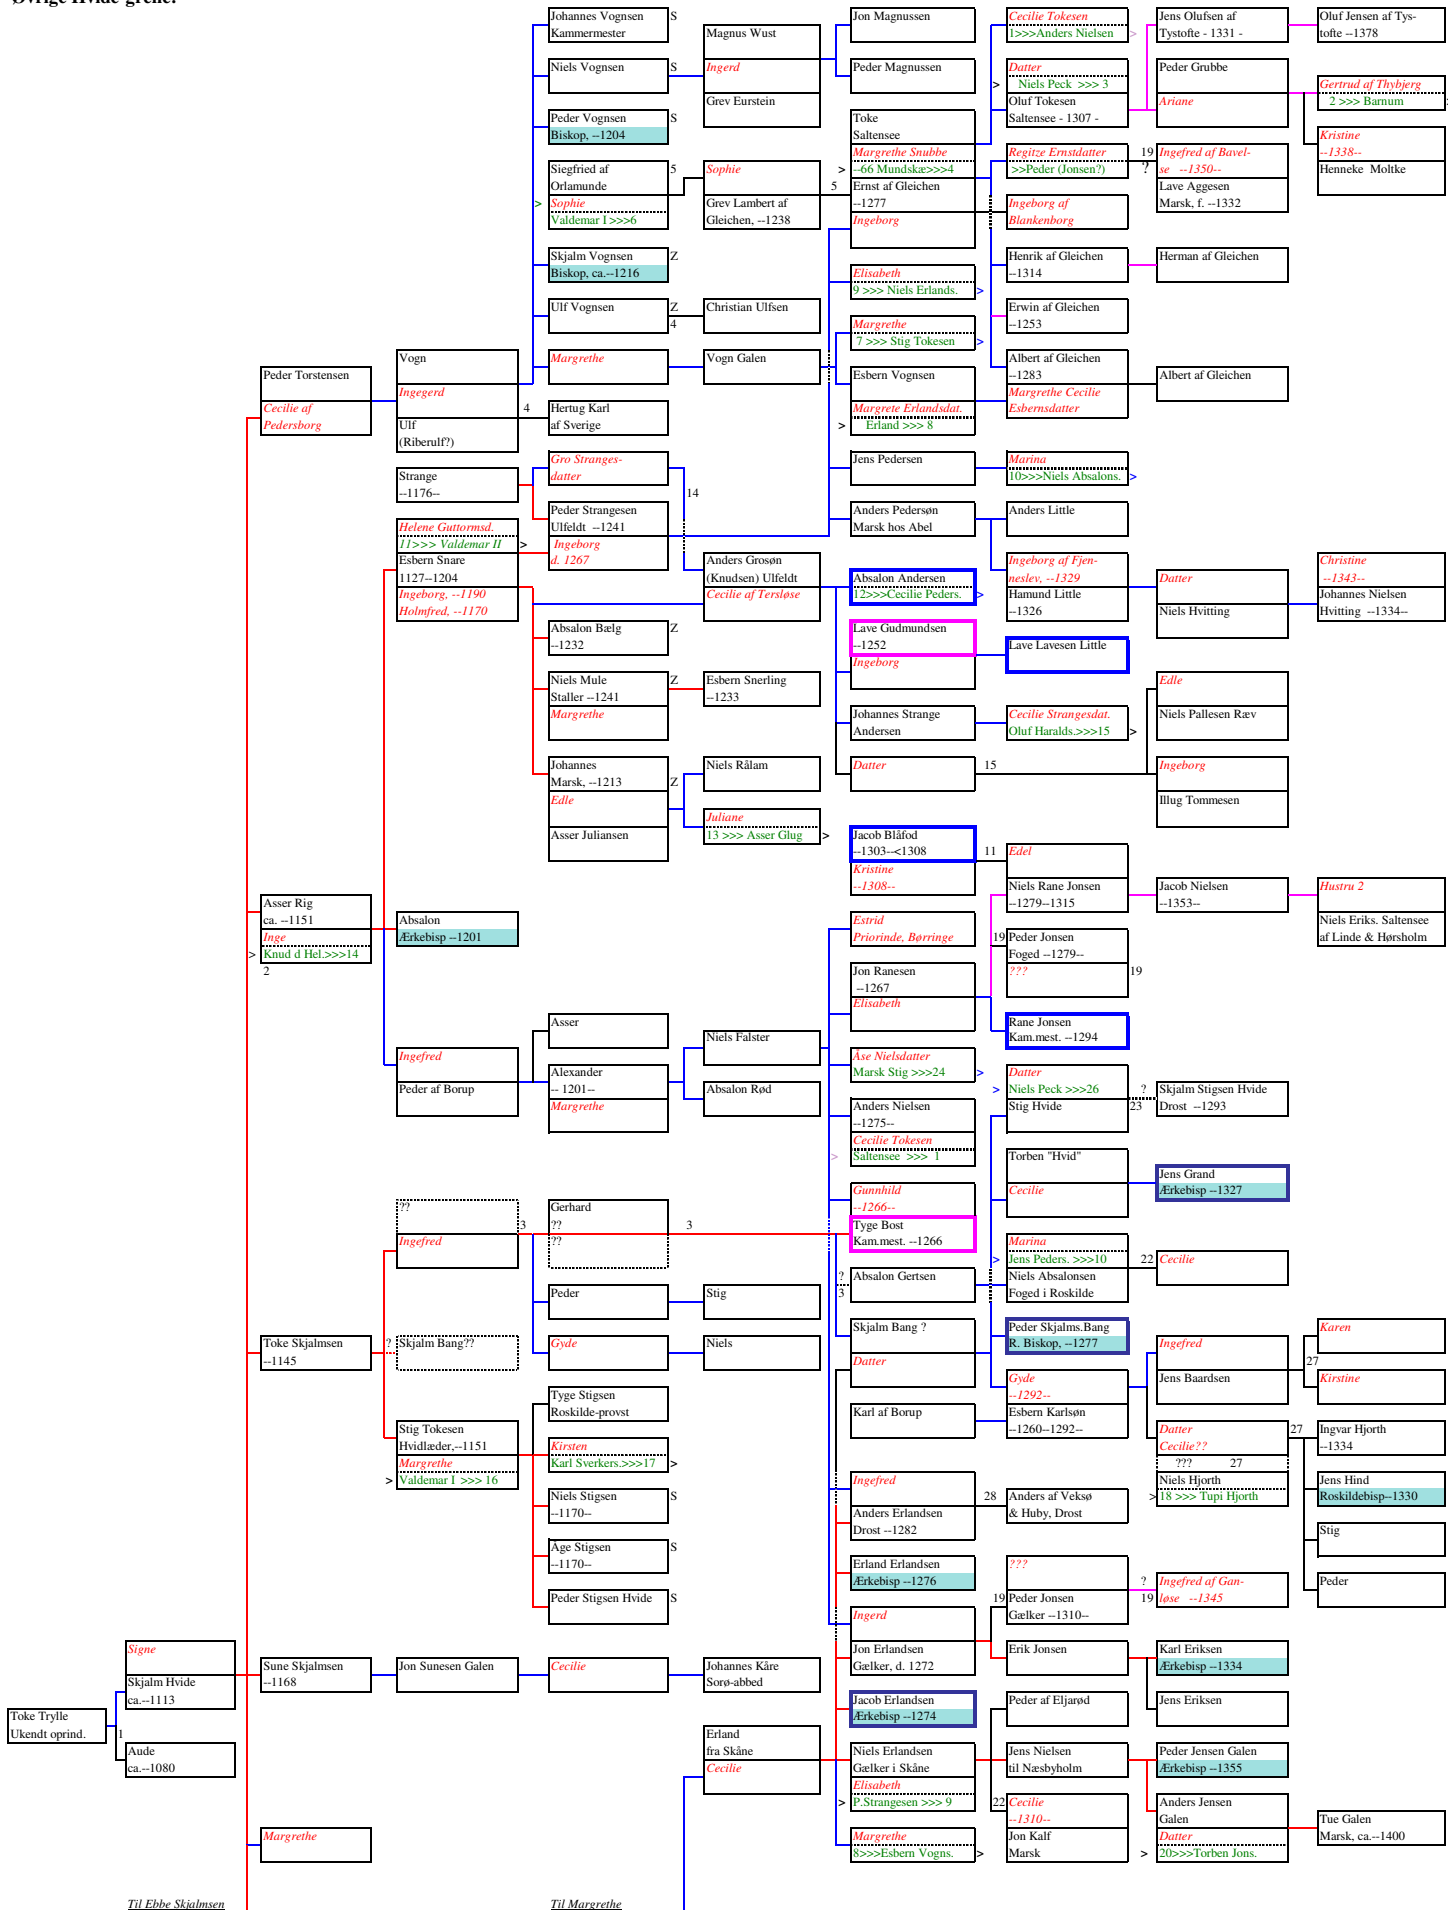 Øvrige Hvide-grene:
Toke Trylle
Ukendt oprind.
1
Signe
Skjalm Hvide
ca.--1113
Aude
ca.--1080
Til Ebbe Skjalmsen
Peder Torstensen
Cecilie af
Pedersborg
Asser Rig
ca. --1151
Inge
> Knud d Hel.>>>14
2
Toke Skjalmsen
--1145
Sune Skjalmsen
--1168
Margrethe
Vogn
Ingegerd
Ulf
(Riberulf?)
4
Strange
--1176--
Helene Guttormsd.
11>>> Valdemar II >
Esbern Snare
1127--1204
Ingeborg, --1190
Holmfred, --1170
Absalon
Ærkebisp --1201
Ingefred
Peder af Borup
??
Ingefred
3
? Skjalm Bang??
Stig Tokesen
Hvidlæder,--1151
Margrethe
> Valdemar I >>> 16
Jon Sunesen Galen
Johannes Vognsen S
Kammermester
Niels Vognsen S
Peder Vognsen S
Biskop, --1204
Siegfried af 5
Orlamunde
> Sophie
Valdemar I >>>6
Skjalm Vognsen Z
Biskop, ca.--1216
Ulf Vognsen Z
4
Margrethe
Hertug Karl
af Sverige
Gro Stranges-
datter
14
Peder Strangesen
Ulfeldt --1241
Ingeborg
d. 1267
Absalon Bælg Z
--1232
Niels Mule Z
Staller --1241
Margrethe
Johannes
Marsk, --1213 Z
Edle
Asser Juliansen
Asser
Alexander
-- 1201--
Margrethe
Gerhard
??
??
3
Peder
Gyde
Tyge Stigsen
Roskilde-provst
Kirsten
Karl Sverkers.>>>17 >
Niels Stigsen S
--1170--
Åge Stigsen S
--1170--
Peder Stigsen Hvide S
Cecilie
Til Margrethe
Magnus Wust
Ingerd
Grev Eurstein
Sophie
Grev Lambert af
Gleichen, --1238
5
Christian Ulfsen
Vogn Galen
Anders Grosøn
(Knudsen) Ulfeldt
Cecilie af Tersløse
Esbern Snerling
--1233
Niels Rålam
Juliane
13 >>> Asser Glug >
Niels Falster
Absalon Rød
Stig
Niels
Johannes Kåre
Sorø-abbed
Erland
fra Skåne
Cecilie
Jon Magnussen
Peder Magnussen
Toke
Saltensee
Margrethe Snubbe
> --66 Mundskæ>>>4
Ernst af Gleichen
--1277
Ingeborg
Elisabeth
9 >>> Niels Erlands. >
Margrethe
7 >>> Stig Tokesen >
Esbern Vognsen
Margrete Erlandsdat.
> Erland >>> 8
Jens Pedersen
Anders Pedersøn
Marsk hos Abel
Absalon Andersen
12>>>Cecilie Peders. >
Lave Gudmundsen
--1252
Ingeborg
Johannes Strange
Andersen
Datter
15
Jacob Blåfod
--1303--<1308
Kristine
--1308--
11
Estrid
Priorinde, Børringe
Jon Ranesen
--1267
Elisabeth
Åse Nielsdatter
Marsk Stig >>>24 >
Anders Nielsen
--1275--
Cecilie Tokesen
> Saltensee >>> 1
Gunnhild
--1266--
Tyge Bost
Kam.mest. --1266
? Absalon Gertsen
3
Skjalm Bang ?
Datter
Karl af Borup
Ingefred
Anders Erlandsen
Drost --1282
28
Erland Erlandsen
Ærkebisp --1276
Ingerd
Jon Erlandsen
Gælker, d. 1272
Jacob Erlandsen
Ærkebisp --1274
Niels Erlandsen
Gælker i Skåne
Elisabeth
> P.Strangesen >>> 9
Margrethe
8>>>Esbern Vogns. >
Cecilie Tokesen
1>>>Anders Nielsen >
Datter
> Niels Peck >>> 3
Oluf Tokesen
Saltensee - 1307 -
Regitze Ernstdatter 19
>>Peder (Jonsen?) ?
Ingeborg af
Blankenborg
Henrik af Gleichen
--1314
Erwin af Gleichen
--1253
Albert af Gleichen
--1283
Margrethe Cecilie
Esbernsdatter
Marina
10>>>Niels Absalons. >
Anders Little
Ingeborg af Fjen-
neslev, --1329
Hamund Little
--1326
Lave Lavesen Little
Cecilie Strangesdat.
Oluf Haralds.>>>15 >
Edel
Niels Rane Jonsen
--1279--1315
19 Peder Jonsen
Foged --1279--
??? 19
Rane Jonsen
Kam.mest. --1294
Datter
> Niels Peck >>>26 ?
Stig Hvide 23
Torben "Hvid"
Cecilie
Marina
> Jens Peders. >>>10 22
Niels Absalonsen
Foged i Roskilde
Peder Skjalms.Bang
R. Biskop, --1277
Gyde
--1292--
Esbern Karlsøn
--1260--1292--
Anders af Veksø
& Huby, Drost
???
?
19 Peder Jonsen 19
Gælker --1310--
Erik Jonsen
Peder af Eljarød
Jens Nielsen
til Næsbyholm
22 Cecilie
--1310--
Jon Kalf
Marsk
Jens Olufsen af
Tystofte - 1331 -
Peder Grubbe
Ariane
Ingefred af Bavel-
se --1350--
Lave Aggesen
Marsk, f. --1332
Herman af Gleichen
Albert af Gleichen
Datter
Niels Hvitting
Edle
Niels Pallesen Ræv
Ingeborg
Illug Tommesen
Jacob Nielsen
--1353--
Skjalm Stigsen Hvide
Drost --1293
Jens Grand
Ærkebisp --1327
Cecilie
Ingefred
Jens Baardsen
27
Datter 27
Cecilie??
??? 27
Niels Hjorth
> 18 >>> Tupi Hjorth
Ingefred af Gan-
løse --1345
Karl Eriksen
Ærkebisp --1334
Jens Eriksen
Peder Jensen Galen
Ærkebisp --1355
Anders Jensen
Galen
Datter
> 20>>>Torben Jons.
Oluf Jensen af Tys-
tofte --1378
Gertrud af Thybjerg
2 >>> Barnum >
Kristine
--1338--
Henneke Moltke
Christine
--1343--
Johannes Nielsen
Hvitting --1334--
Hustru 2
Niels Eriks. Saltensee
af Linde & Hørsholm
Karen
Kirstine
Ingvar Hjorth
--1334
Jens Hind
Roskildebisp--1330
Stig
Peder
Tue Galen
Marsk, ca.--1400